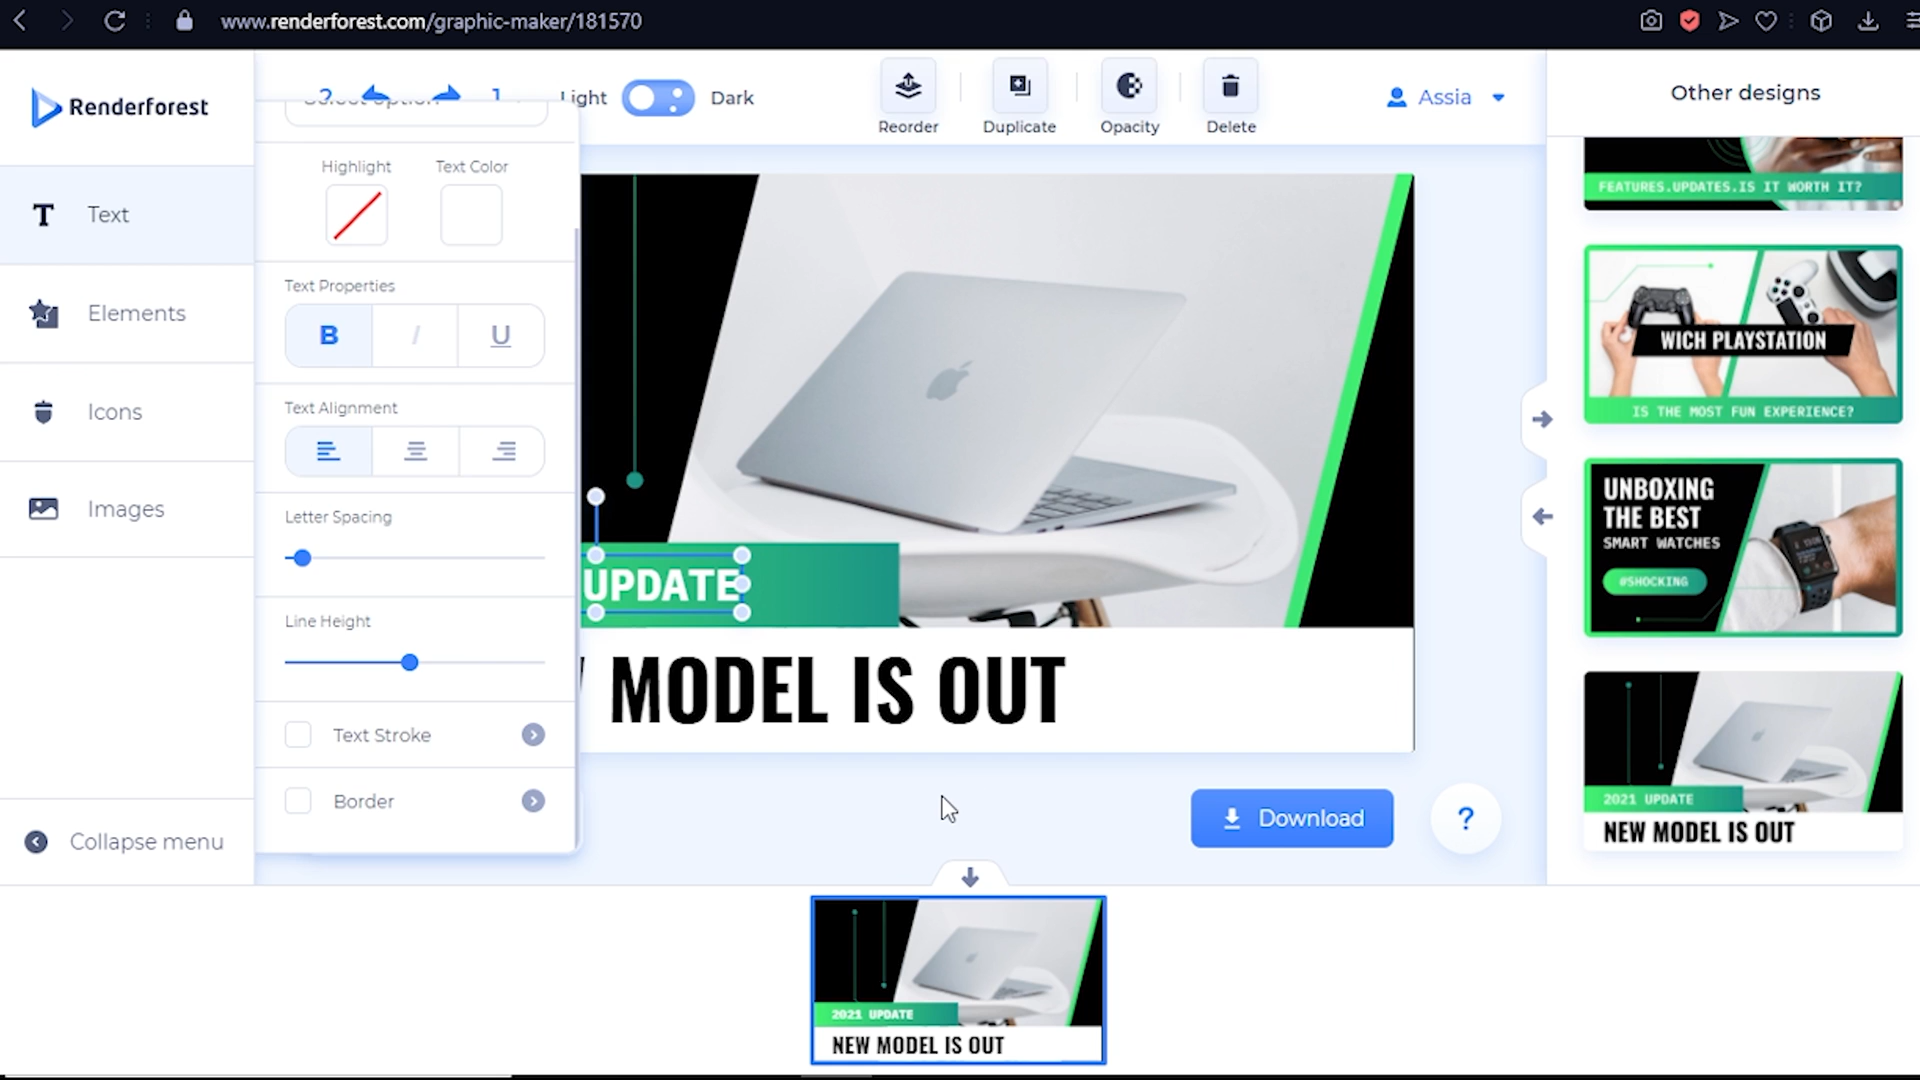 www.renderforest.com/graphic-maker/181570
Renderforest
Text
Elements
Icons
Images
Collapse menu
Select option
Highlight
Text Color
Text Properties
B
I
U
Text Alignment
Letter Spacing
Line Height
Text Stroke
Border
?
1
Light
Dark
Reorder
Duplicate
Opacity
Delete
Assia
UPDATE
MODEL IS OUT
Download
?
2021 UPDATE
NEW MODEL IS OUT
Other designs
FEATURES.UPDATES.IS IT WORTH IT?
WICH PLAYSTATION
IS THE MOST FUN EXPERIENCE?
UNBOXING
THE BEST
SMART WATCHES
#SHOCKING
2021 UPDATE
NEW MODEL IS OUT